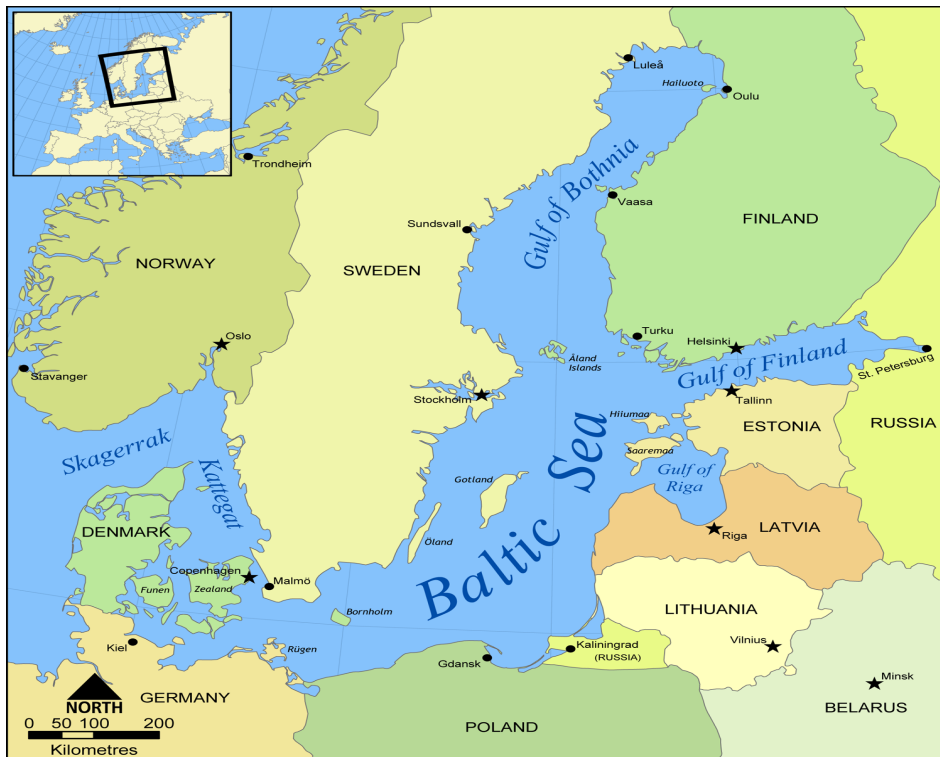 Luleå
Hailuoto
Oulu
Trondheim
Gulf of Bothnia
Vaasa
FINLAND
Sundsvall
NORWAY
SWEDEN
Oslo
Turku
Helsinki
Gulf of Finland
St. Petersburg
Åland
Islands
Stavanger
Stockholm
Tallinn
Hiiumaa
ESTONIA
RUSSIA
Skagerrak
Kattegat
Saaremaa
Gulf of
Riga
Gotland
Baltic Sea
DENMARK
Öland
Riga
LATVIA
Copenhagen
Malmö
Funen
Zealand
Bornholm
LITHUANIA
Kiel
Rügen
Gdansk
Kaliningrad
(RUSSIA)
Vilnius
Minsk
GERMANY
NORTH
POLAND
BELARUS
0 50 100 200
Kilometres